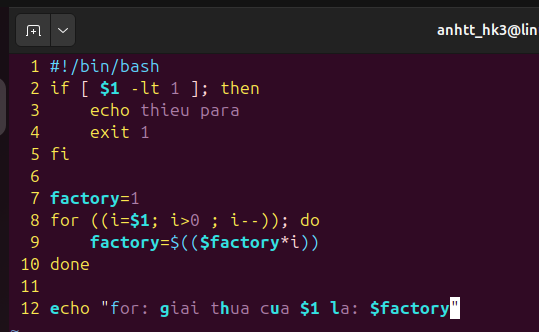 anhtt_hk3@lin
1 #!/bin/bash
2 if [ $1 -lt 1 ]; then
3     echo thieu para
4     exit 1
5 fi
6
7 factory=1
8 for ((i=$1; i>0 ; i--)); do
9     factory=$(($factory*i))
10 done
11
12 echo "for: giai thua cua $1 la: $factory"
~